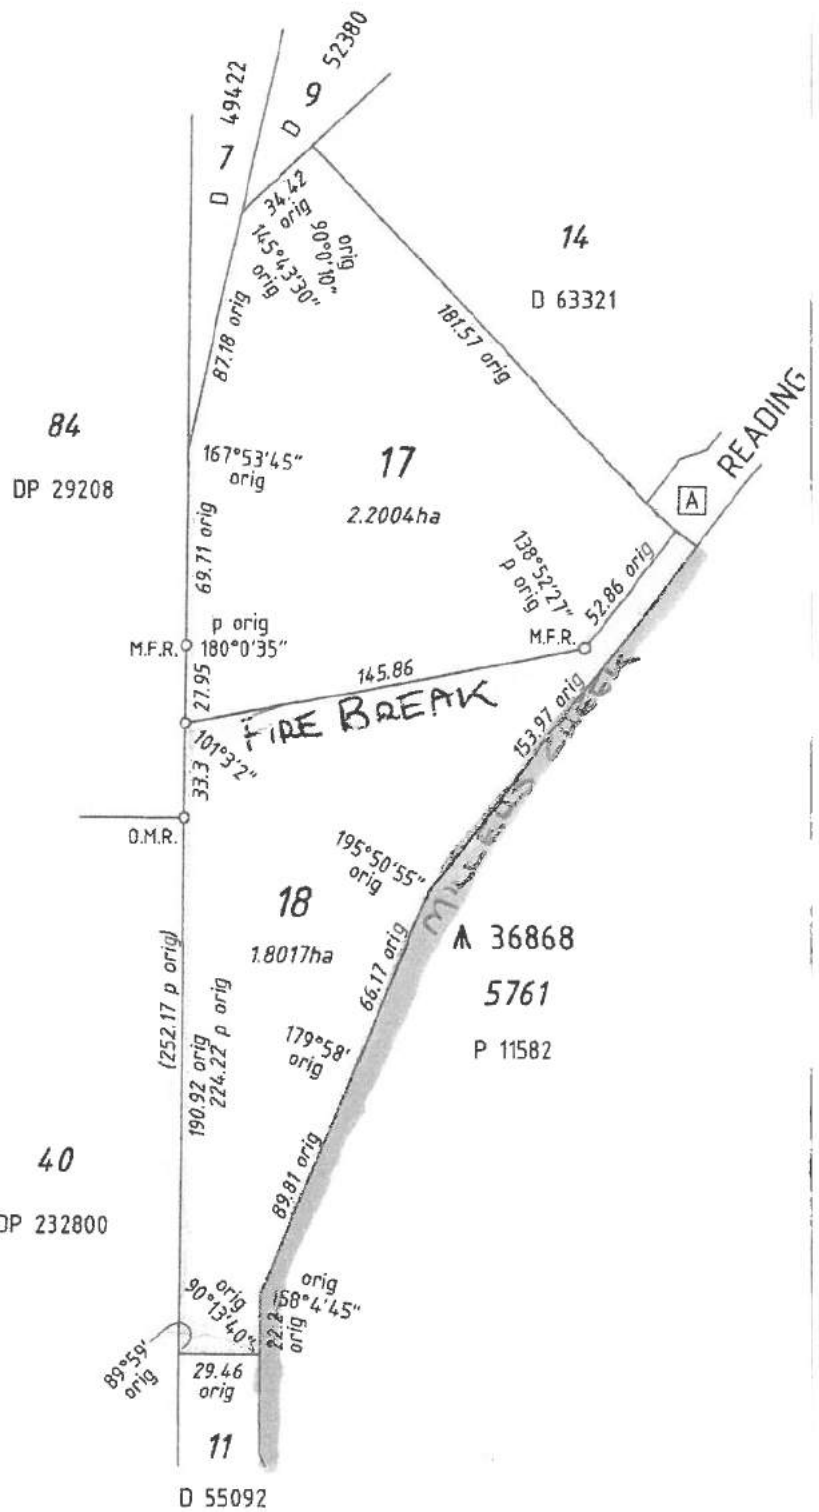 D 49422
7
D 52380
9
34.42
orig
orig
90°0'10"
145°43'30"
orig
14
D 63321
181.57 orig
87.18 orig
84
DP 29208
167°53'45"
orig
17
2.2004ha
READING
A
69.71 orig
138°52'27"
p orig
52.86 orig
p orig
M.F.R.
180°0'35"
M.F.R.
27.95
145.86
FIRE BREAK
153.97 orig
101°3'2"
33.3
O.M.R.
MILLERS CREEK
195°50'55"
orig
18
1.8017ha
36868
5761
P 11582
66.17 orig
179°58'
orig
(252.17 p orig)
190.92 orig
224.22 p orig
40
DP 232800
89.81 orig
orig
90°13'40"
orig
158°4'45"
22.2
orig
89°59'
orig
29.46
orig
11
D 55092